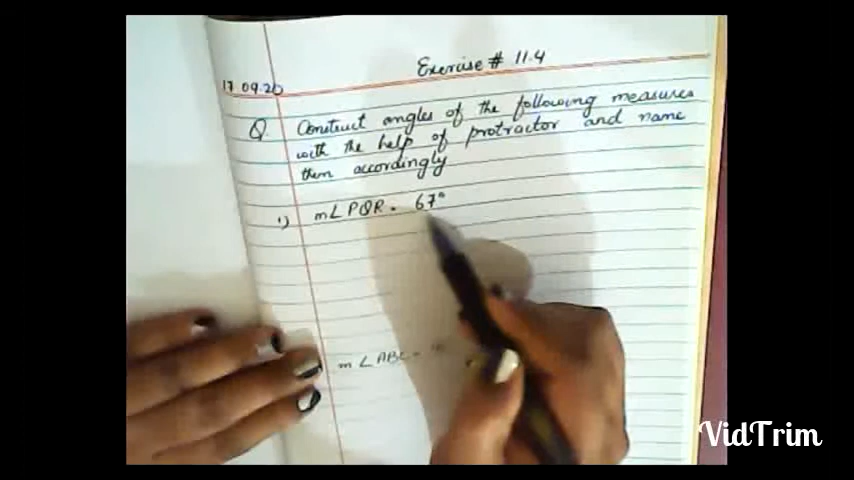 Exercise # 11.4
17 09.20
Q. Construct angles of the following measures
with the help of protractor and name
them accordingly
1) m∠PQR = 67°
m∠ABC =
VidTrim